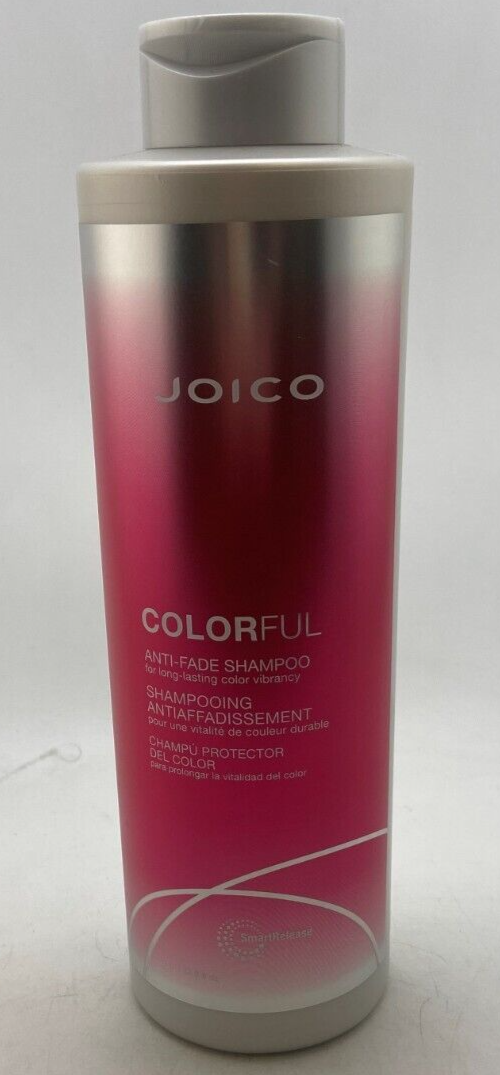 JOICO
COLORFUL
ANTI-FADE SHAMPOO
for long-lasting color vibrancy
SHAMPOOING
ANTIAFFADISSEMENT
pour une vitalité de couleur durable
CHAMPÚ PROTECTOR
DEL COLOR
para prolongar la vitalidad del color
SmartRelease